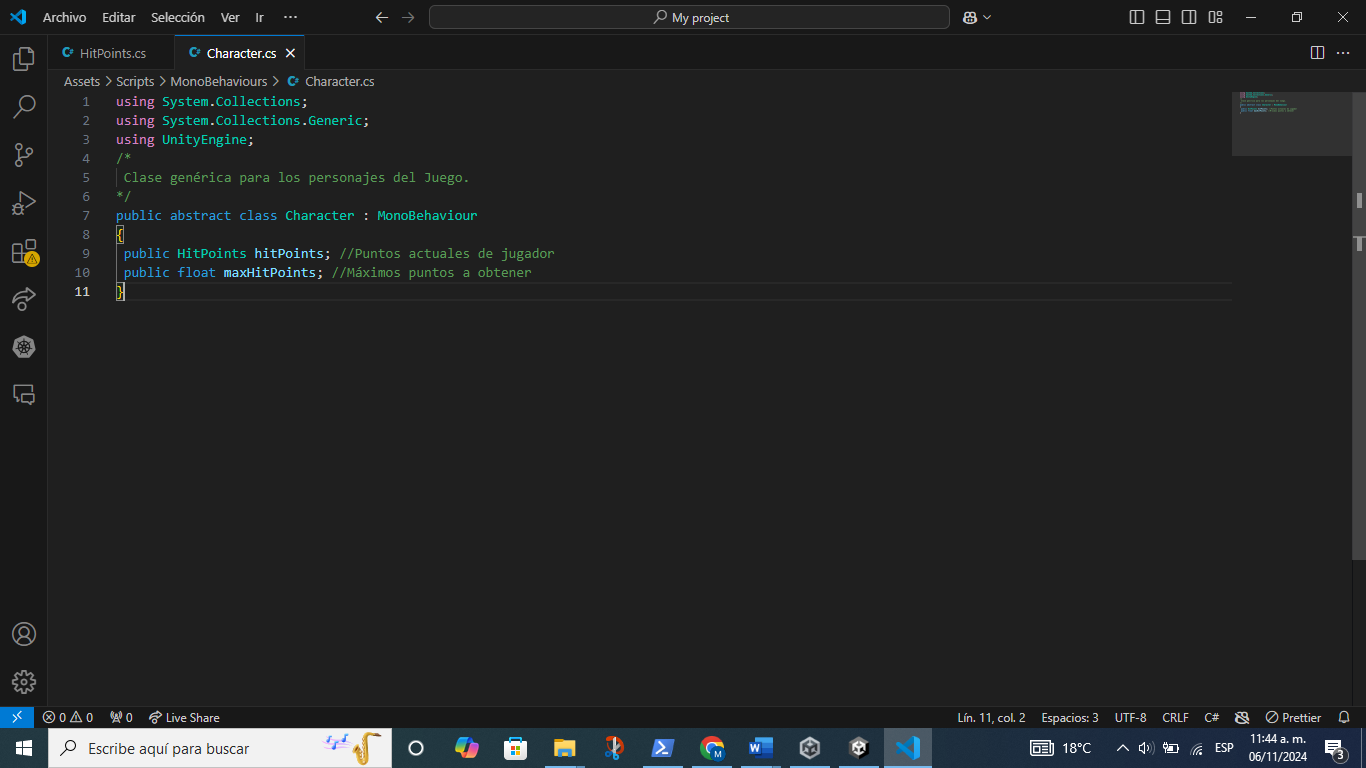 Archivo Editar Selección Ver Ir ··· My project
HitPoints.cs Character.cs
Assets > Scripts > MonoBehaviours > Character.cs
1 using System.Collections;
2 using System.Collections.Generic;
3 using UnityEngine;
4 /*
5 Clase genérica para los personajes del Juego.
6 */
7 public abstract class Character : MonoBehaviour
8 {
9 public HitPoints hitPoints; //Puntos actuales de jugador
10 public float maxHitPoints; //Máximos puntos a obtener
11 }
0 0 0 Live Share Lín. 11, col. 2 Espacios: 3 UTF-8 CRLF C# Prettier
Escribe aquí para buscar 18°C ESP 11:44 a. m.
06/11/2024 3